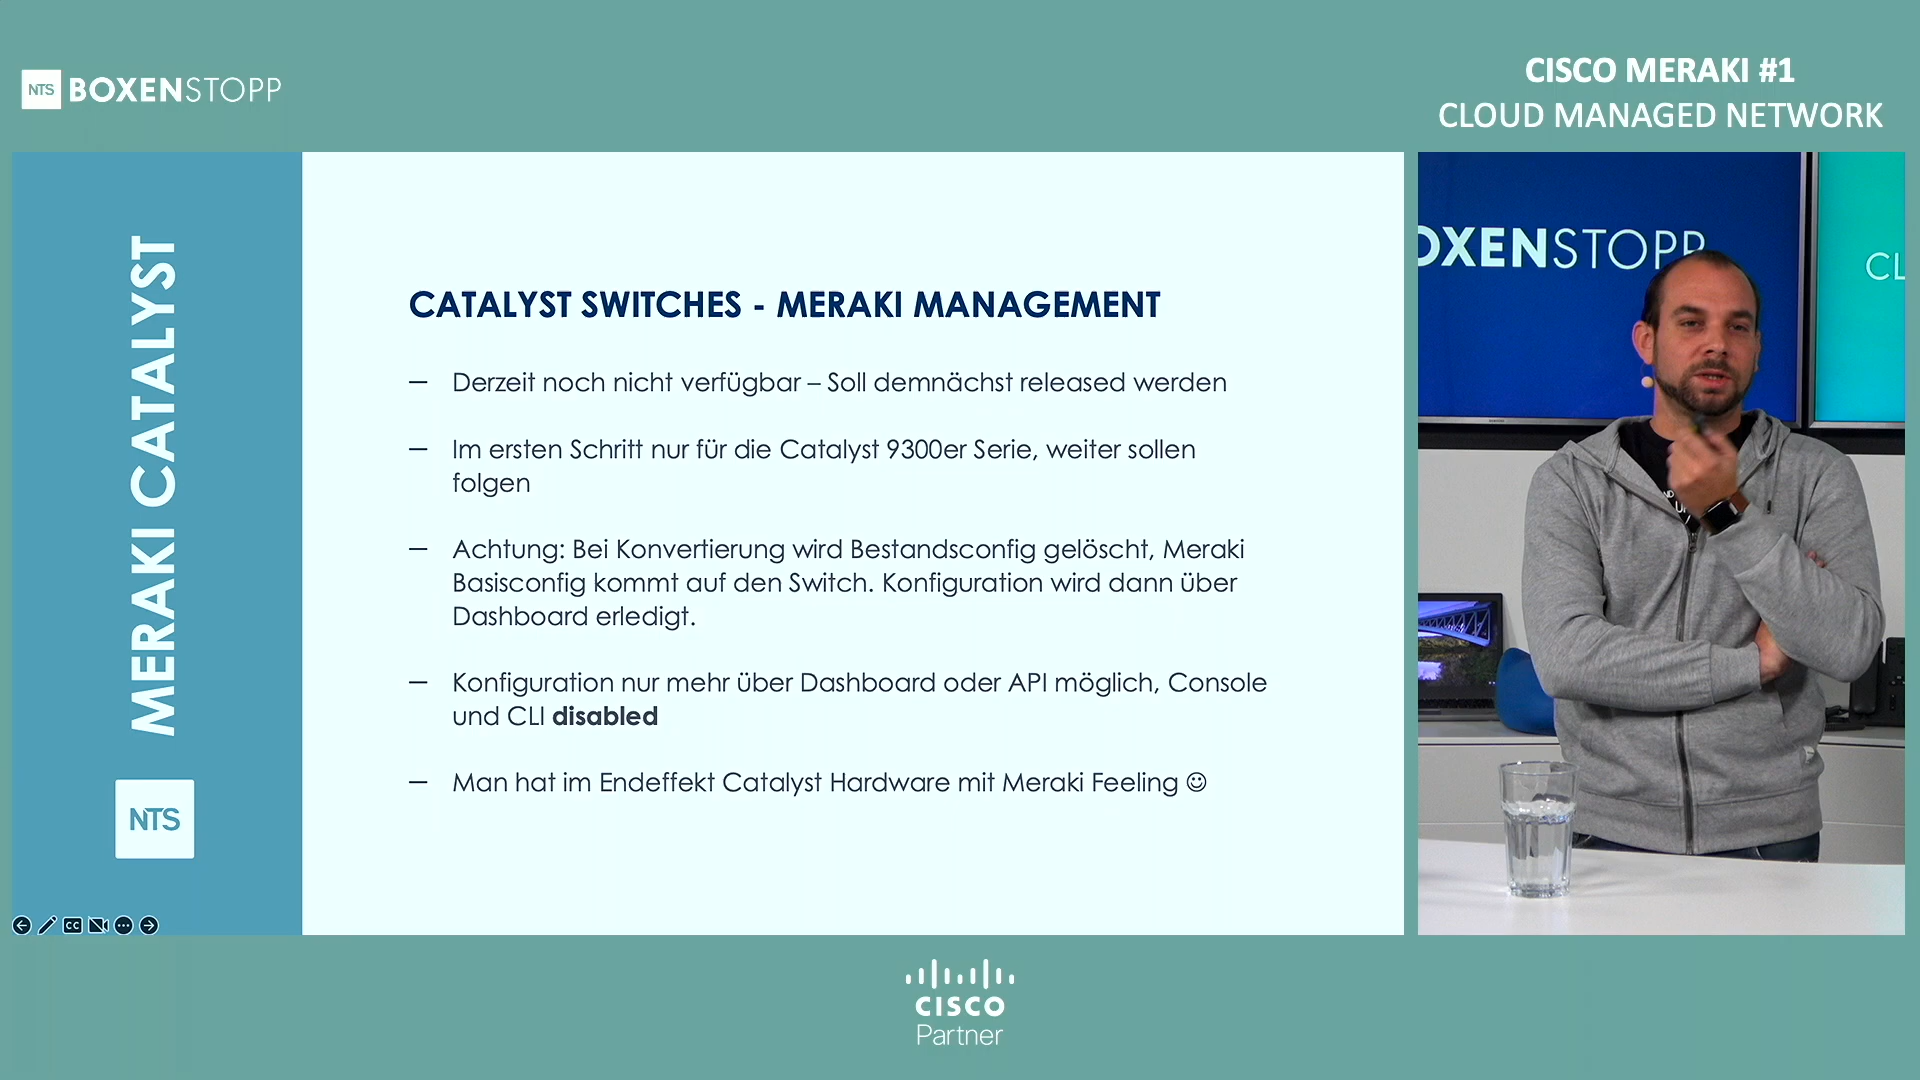 NTS BOXENSTOPP
CISCO MERAKI #1
CLOUD MANAGED NETWORK
MERAKI CATALYST
NTS
CATALYST SWITCHES - MERAKI MANAGEMENT
– Derzeit noch nicht verfügbar – Soll demnächst released werden
– Im ersten Schritt nur für die Catalyst 9300er Serie, weiter sollen
folgen
– Achtung: Bei Konvertierung wird Bestandsconfig gelöscht, Meraki
Basisconfig kommt auf den Switch. Konfiguration wird dann über
Dashboard erledigt.
– Konfiguration nur mehr über Dashboard oder API möglich, Console
und CLI disabled
– Man hat im Endeffekt Catalyst Hardware mit Meraki Feeling ☺
CC
OXENSTOPP
CL
CISCO
Partner